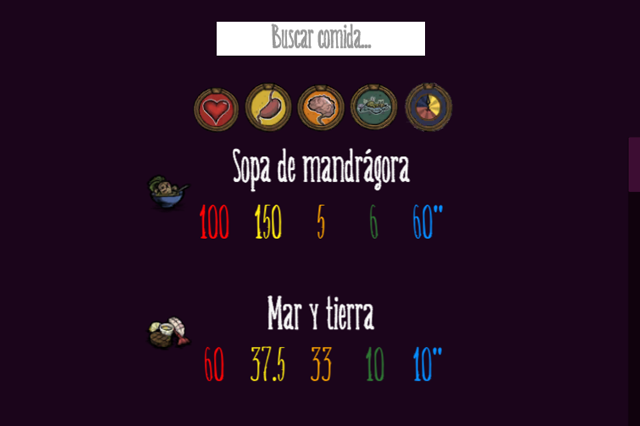 Buscar comida...
Sopa de mandrágora
100 150 5 6 60"
Mar y tierra
60 37.5 33 10 10"